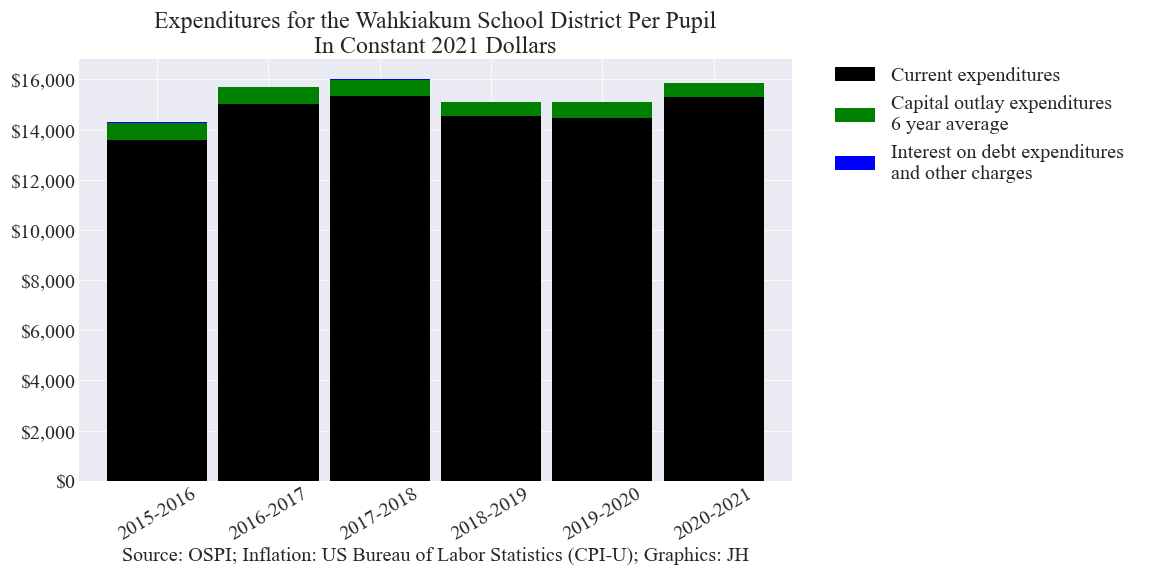 Expenditures for the Wahkiakum School District Per Pupil
In Constant 2021 Dollars
$16,000
$14,000
$12,000
$10,000
$8,000
$6,000
$4,000
$2,000
$0
2015-2016
2016-2017
2017-2018
2018-2019
2019-2020
2020-2021
Source: OSPI; Inflation: US Bureau of Labor Statistics (CPI-U); Graphics: JH
Current expenditures
Capital outlay expenditures
6 year average
Interest on debt expenditures
and other charges